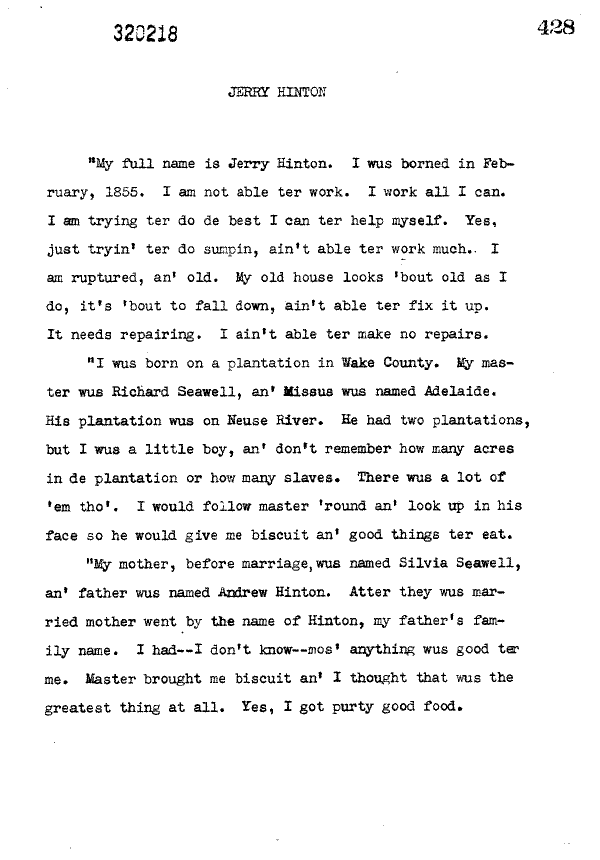 320218
428
JERRY HINTON
"My full name is Jerry Hinton. I wus borned in Feb-
ruary, 1855. I am not able ter work. I work all I can.
I am trying ter do de best I can ter help myself. Yes,
just tryin' ter do sumpin, ain't able ter work much. I
am ruptured, an' old. My old house looks 'bout old as I
do, it's 'bout to fall down, ain't able ter fix it up.
It needs repairing. I ain't able ter make no repairs.
"I wus born on a plantation in Wake County. My mas-
ter wus Richard Seawell, an' Missus wus named Adelaide.
His plantation wus on Neuse River. He had two plantations,
but I wus a little boy, an' don't remember how many acres
in de plantation or how many slaves. There wus a lot of
'em tho'. I would follow master 'round an' look up in his
face so he would give me biscuit an' good things ter eat.
"My mother, before marriage, wus named Silvia Seawell,
an' father wus named Andrew Hinton. Atter they wus mar-
ried mother went by the name of Hinton, my father's fam-
ily name. I had--I don't know--mos' anything wus good ter
me. Master brought me biscuit an' I thought that wus the
greatest thing at all. Yes, I got purty good food.